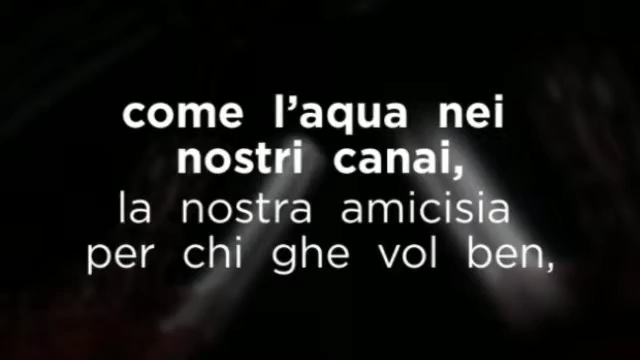 come l'aqua nei
nostri canai,
la nostra amicisia
per chi ghe vol ben,